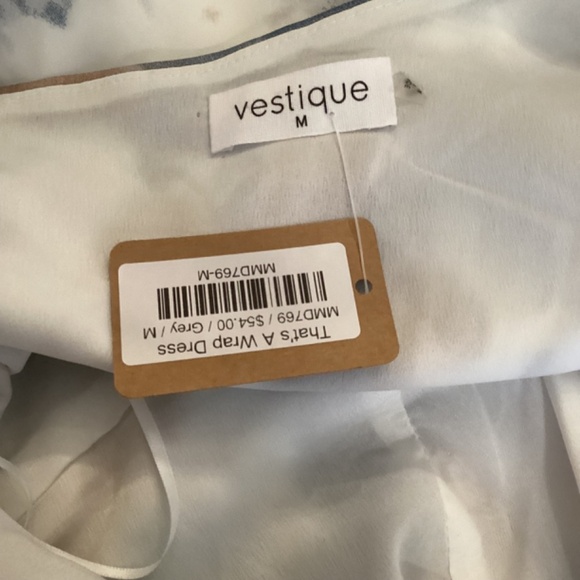 vestique
M
That's A Wrap Dress
MMD769 / $54.00 / Grey / M
MMD769-M